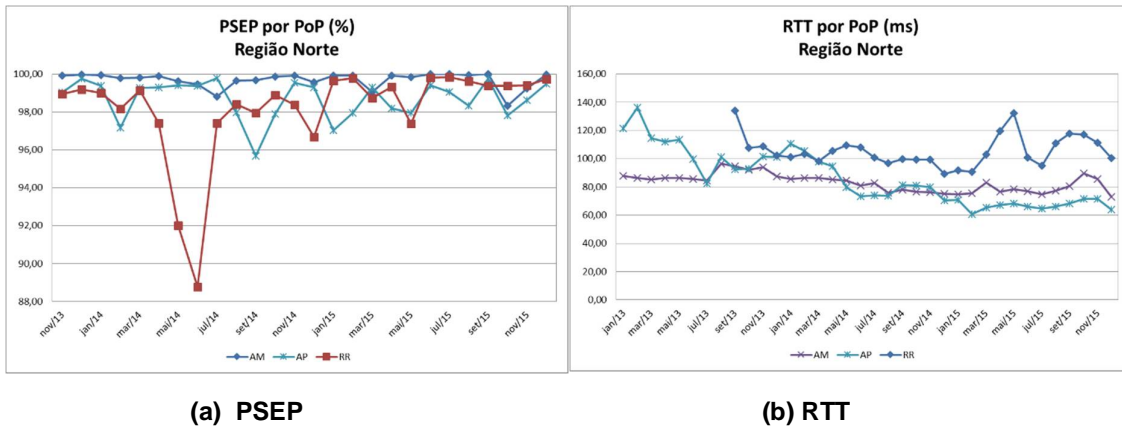 PSEP por PoP (%)
Região Norte
100,00
98,00
96,00
94,00
92,00
90,00
88,00
nov/13
jan/14
mar/14
mai/14
jul/14
set/14
nov/14
jan/15
mar/15
mai/15
jul/15
set/15
nov/15
AM
AP
RR
RTT por PoP (ms)
Região Norte
160,00
140,00
120,00
100,00
80,00
60,00
40,00
20,00
0,00
jan/13
mar/13
mai/13
jul/13
set/13
nov/13
jan/14
mar/14
mai/14
jul/14
set/14
nov/14
jan/15
mar/15
mai/15
jul/15
set/15
nov/15
AM
AP
RR
(a) PSEP
(b) RTT